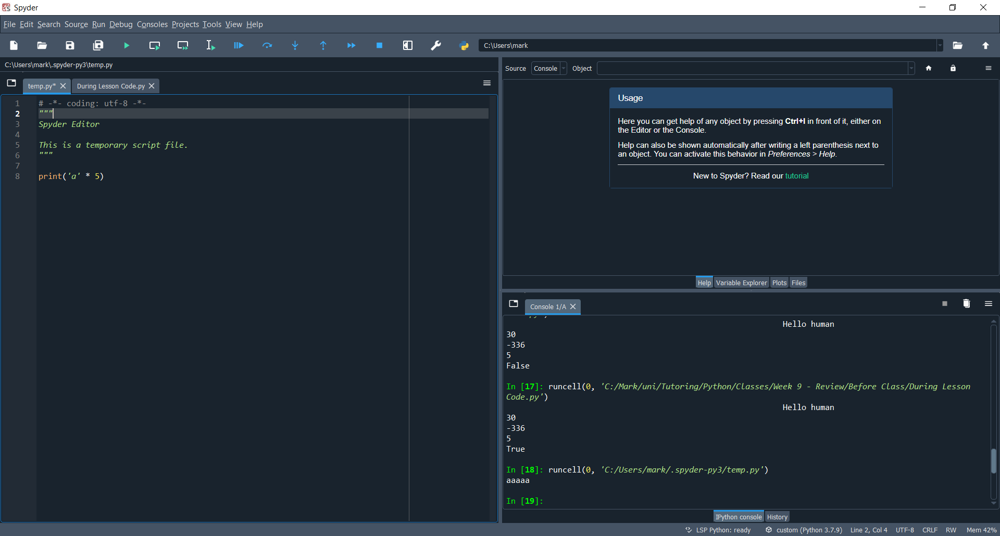 Spyder
File Edit Search Source Run Debug Consoles Projects Tools View Help
C:\Users\mark
C:\Users\mark\.spyder-py3\temp.py
temp.py*
During Lesson Code.py
1 # -*- coding: utf-8 -*-
2 """
3 Spyder Editor
4
5 This is a temporary script file.
6 """
7
8 print('a' * 5)
Source Console Object
Usage
Here you can get help of any object by pressing Ctrl+I in front of it, either on
the Editor or the Console.
Help can also be shown automatically after writing a left parenthesis next to
an object. You can activate this behavior in Preferences > Help.
New to Spyder? Read our tutorial
Help Variable Explorer Plots Files
Console 1/A
Hello human
30
-336
5
False
In [17]: runcell(0, 'C:/Mark/uni/Tutoring/Python/Classes/Week 9 - Review/Before Class/During Lesson
Code.py')
Hello human
30
-336
5
True
In [18]: runcell(0, 'C:/Users/mark/.spyder-py3/temp.py')
aaaaa
In [19]:
IPython console History
LSP Python: ready custom (Python 3.7.9) Line 2, Col 4 UTF-8 CRLF RW Mem 42%